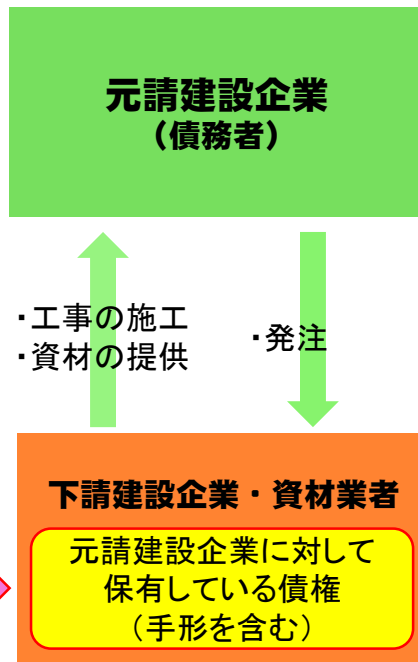 元請建設企業
（債務者）
・工事の施工
・資材の提供
・発注
下請建設企業・資材業者
元請建設企業に対して
保有している債権
（手形を含む）